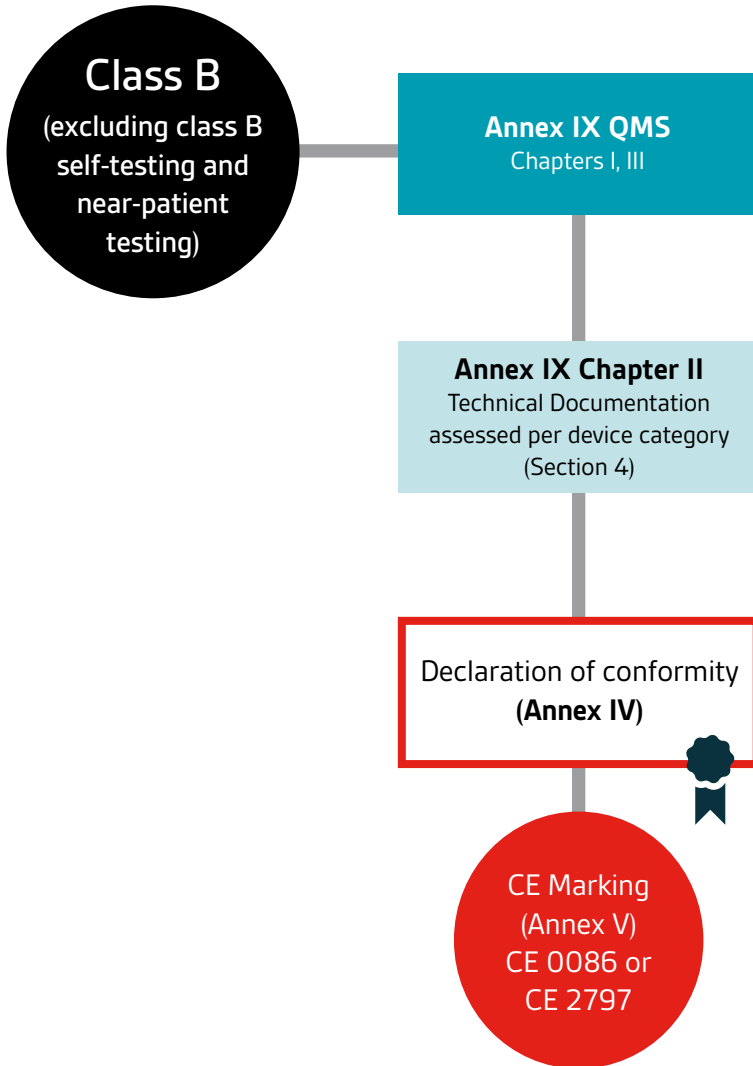 Class B
(excluding class B
self-testing and
near-patient
testing)
Annex IX QMS
Chapters I, III
Annex IX Chapter II
Technical Documentation
assessed per device category
(Section 4)
Declaration of conformity
(Annex IV)
CE Marking
(Annex V)
CE 0086 or
CE 2797